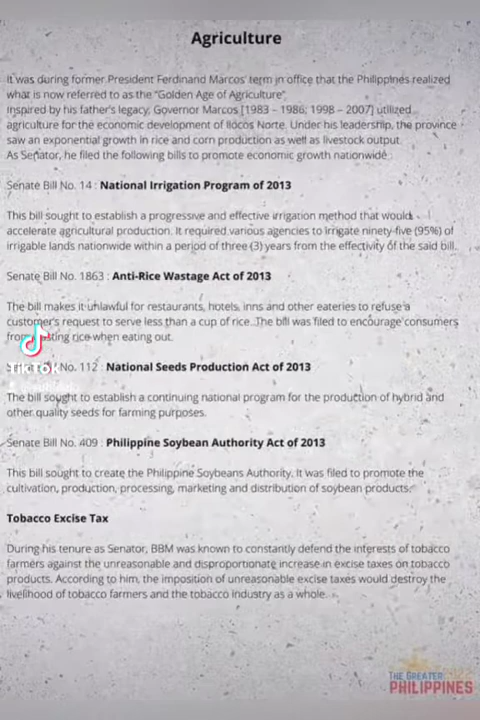 Agriculture
It was during former President Ferdinand Marcos' term in office that the Philippines realized
what is now referred to as the "Golden Age of Agriculture".
Inspired by his father's legacy, Governor Marcos [1983 – 1986; 1998 – 2007] utilized
agriculture for the economic development of Ilocos Norte. Under his leadership, the province
saw an exponential growth in rice and corn production as well as livestock output.
As Senator, he filed the following bills to promote economic growth nationwide:
Senate Bill No. 14 : National Irrigation Program of 2013
This bill sought to establish a progressive and effective irrigation method that would
accelerate agricultural production. It required various agencies to irrigate ninety-five (95%) of
irrigable lands nationwide within a period of three (3) years from the effectivity of the said bill.
Senate Bill No. 1863 : Anti-Rice Wastage Act of 2013
The bill makes it unlawful for restaurants, hotels, inns and other eateries to refuse a
customer's request to serve less than a cup of rice. The bill was filed to encourage consumers
from wasting rice when eating out.
TikTok
No. 112 : National Seeds Production Act of 2013
The bill sought to establish a continuing national program for the production of hybrid and
other quality seeds for farming purposes.
Senate Bill No. 409 : Philippine Soybean Authority Act of 2013
This bill sought to create the Philippine Soybeans Authority. It was filed to promote the
cultivation, production, processing, marketing and distribution of soybean products.
Tobacco Excise Tax
During his tenure as Senator, BBM was known to constantly defend the interests of tobacco
farmers against the unreasonable and disproportionate increase in excise taxes on tobacco
products. According to him, the imposition of unreasonable excise taxes would destroy the
livelihood of tobacco farmers and the tobacco industry as a whole.
THE GREATER
PHILIPPINES